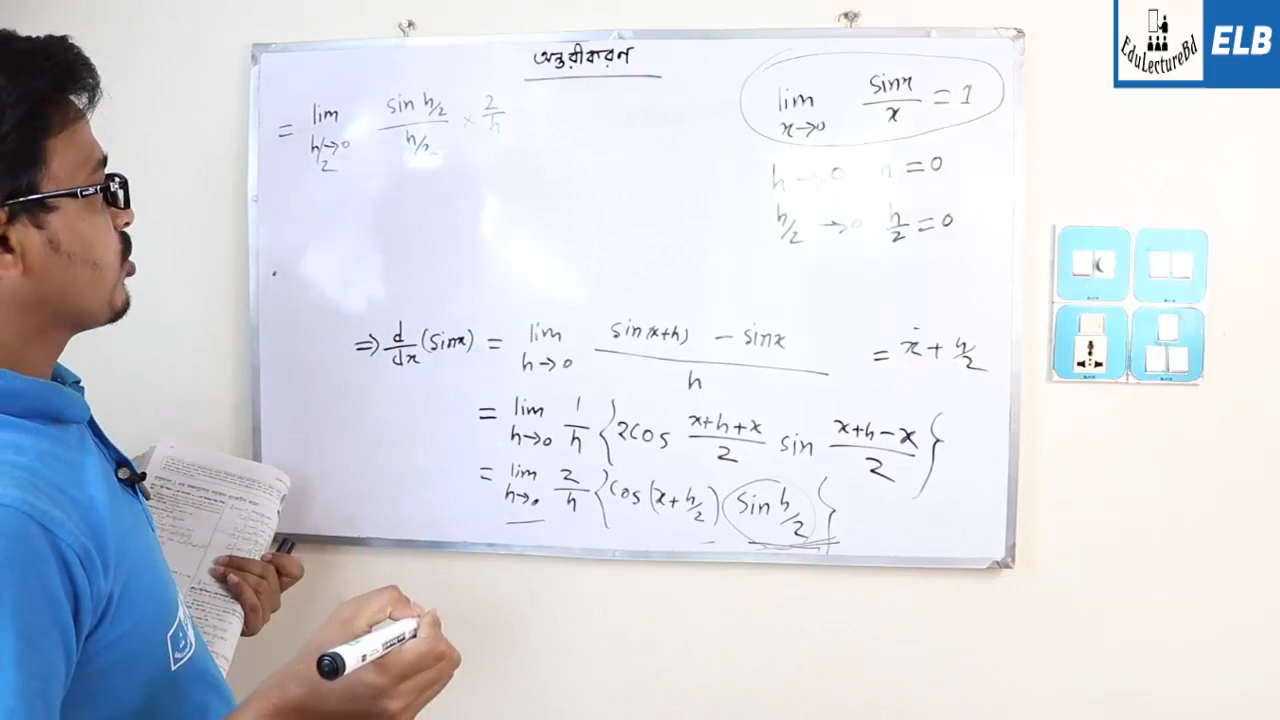 EduLectureBd
ELB
অন্তরীকরণ
lim x→0 sinx/x = 1
= lim h/2→0 (sin h/2)/(h/2) × 2/h
h → 0 h = 0
h/2 → 0 h/2 = 0
⇒ d/dx (sinx) = lim h→0 (sin(x+h) - sinx)/h
= x + h/2
= lim h→0 1/h {2cos (x+h+x)/2 sin (x+h-x)/2}
= lim h→0 2/h {cos(x+h/2) sin h/2}